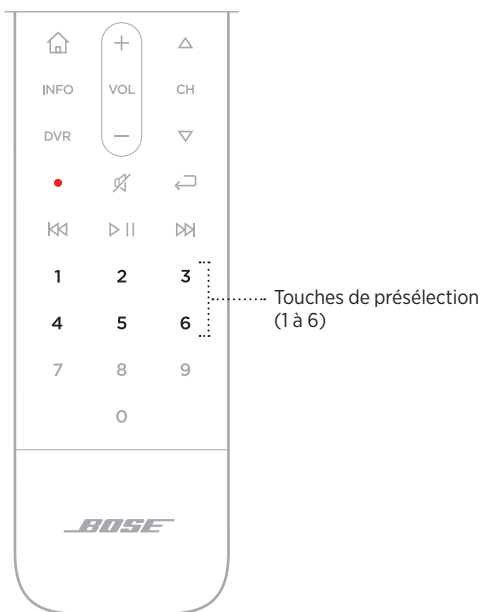 INFO VOL CH
DVR
1 2 3
Touches de présélection
(1 à 6)
4 5 6
7 8 9
0
BOSE